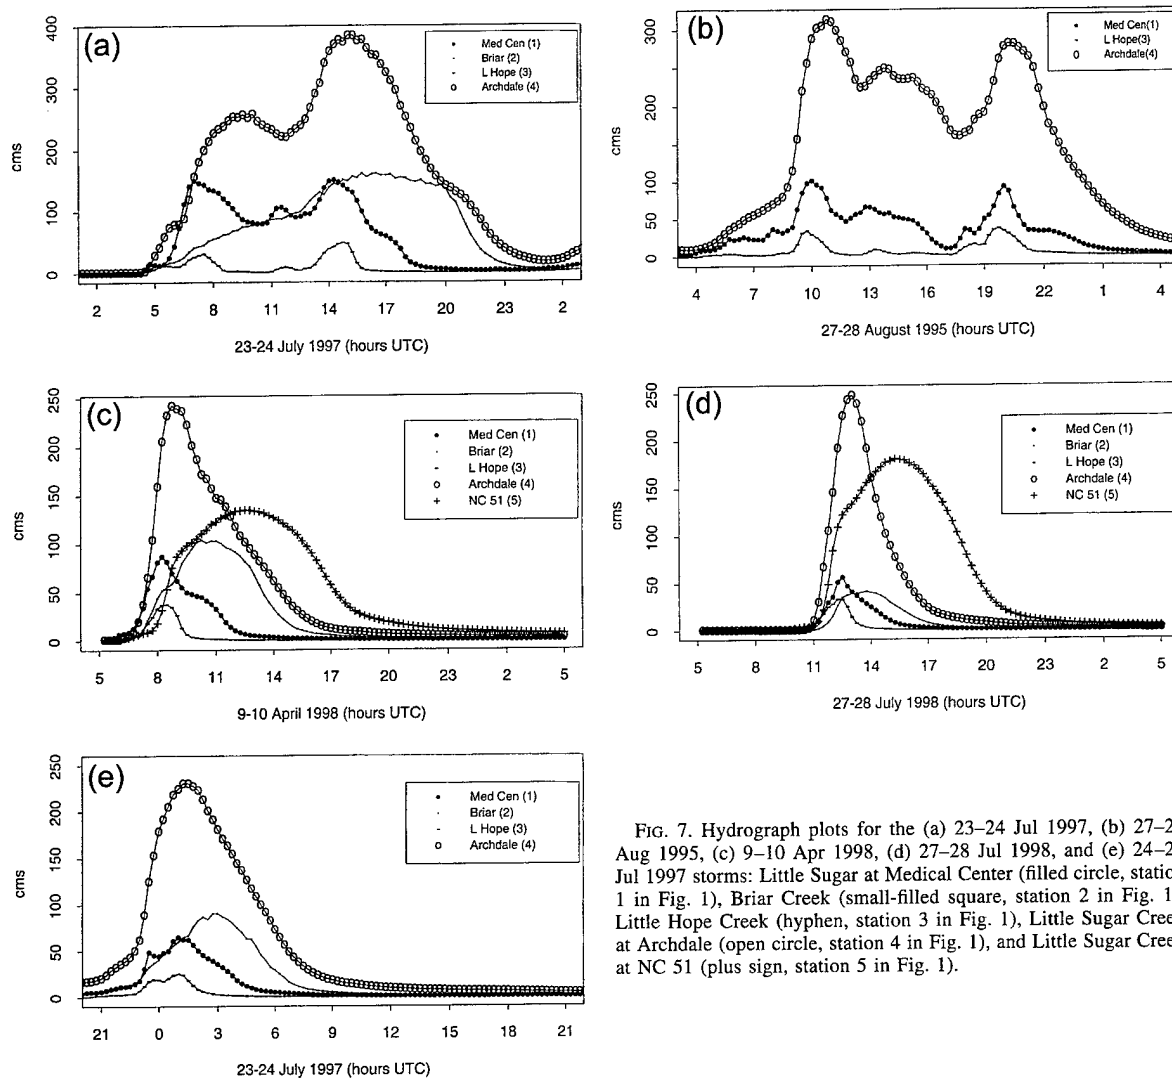 (a)
400
300
200
100
0
cms
Med Cen (1)
Briar (2)
L Hope (3)
Archdale (4)
2 5 8 11 14 17 20 23 2
23-24 July 1997 (hours UTC)
(b)
300
200
100
50
0
cms
Med Cen(1)
L Hope(3)
Archdale(4)
4 7 10 13 16 19 22 1 4
27-28 August 1995 (hours UTC)
(c)
250
200
150
100
50
0
cms
Med Cen (1)
Briar (2)
L Hope (3)
Archdale (4)
NC 51 (5)
5 8 11 14 17 20 23 2 5
9-10 April 1998 (hours UTC)
(d)
250
200
150
100
50
0
cms
Med Cen (1)
Briar (2)
L Hope (3)
Archdale (4)
NC 51 (5)
5 8 11 14 17 20 23 2 5
27-28 July 1998 (hours UTC)
(e)
250
200
150
100
50
0
cms
Med Cen (1)
Briar (2)
L Hope (3)
Archdale (4)
21 0 3 6 9 12 15 18 21
23-24 July 1997 (hours UTC)
FIG. 7. Hydrograph plots for the (a) 23–24 Jul 1997, (b) 27–2
Aug 1995, (c) 9–10 Apr 1998, (d) 27–28 Jul 1998, and (e) 24–2
Jul 1997 storms: Little Sugar at Medical Center (filled circle, statio
1 in Fig. 1), Briar Creek (small-filled square, station 2 in Fig. 1
Little Hope Creek (hyphen, station 3 in Fig. 1), Little Sugar Cree
at Archdale (open circle, station 4 in Fig. 1), and Little Sugar Cree
at NC 51 (plus sign, station 5 in Fig. 1).